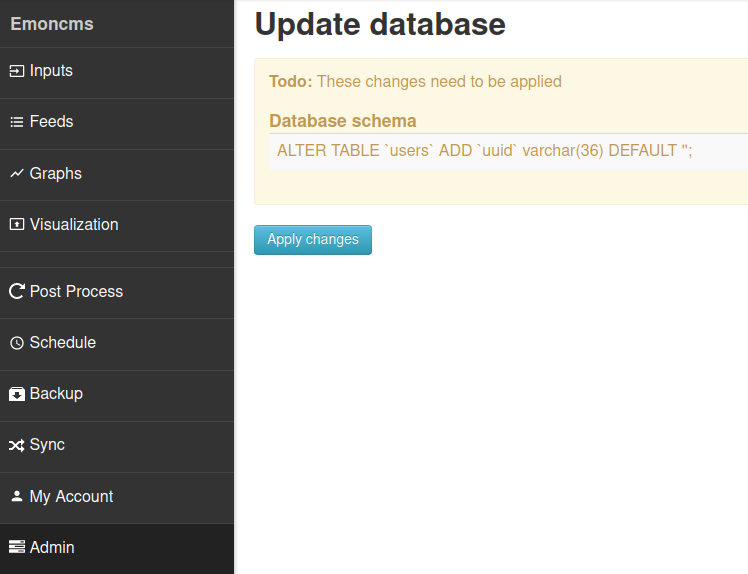 Emoncms
Inputs
Feeds
Graphs
Visualization
Post Process
Schedule
Backup
Sync
My Account
Admin
Update database
Todo: These changes need to be applied
Database schema
ALTER TABLE `users` ADD `uuid` varchar(36) DEFAULT '';
Apply changes